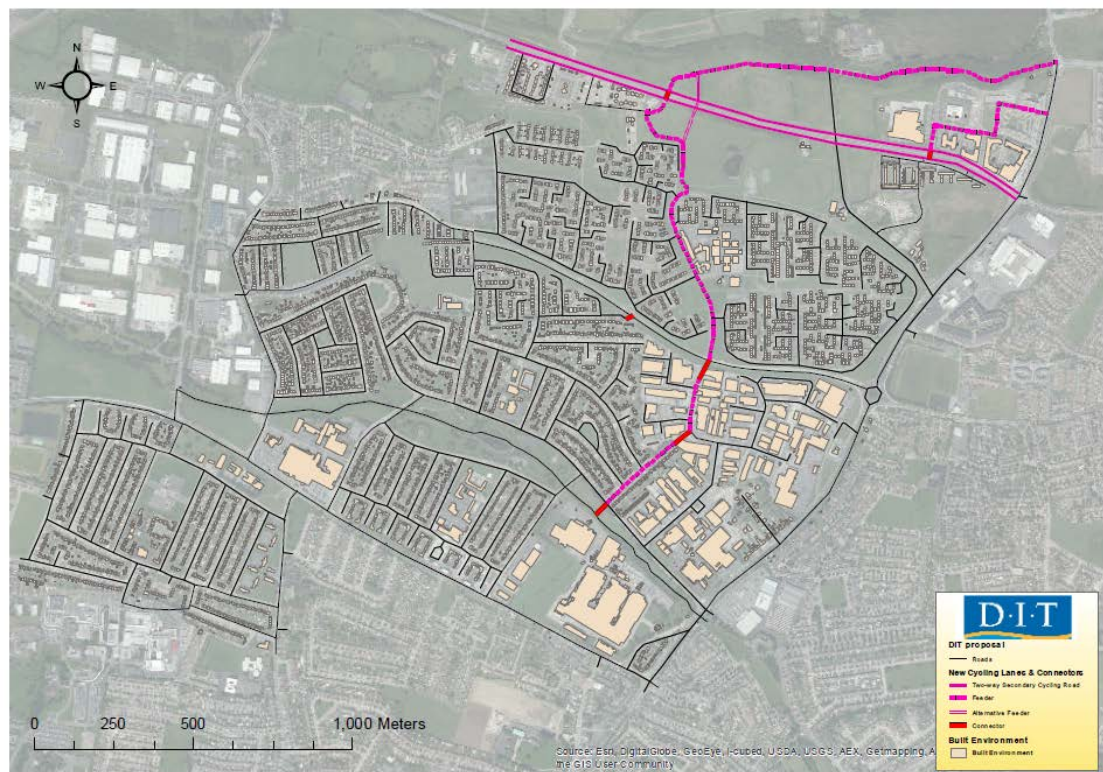 N
W E
S
D·I·T
DIT proposal
Roads
New Cycling Lanes & Connectors
Two-way Secondary Cycling Road
Feeder
Alternative Feeder
Connector
Built Environment
Built Environment
0 250 500 1,000 Meters
Source: Esri, DigitalGlobe, GeoEye, i-cubed, USDA, USGS, AEX, Getmapping, A
the GIS User Community